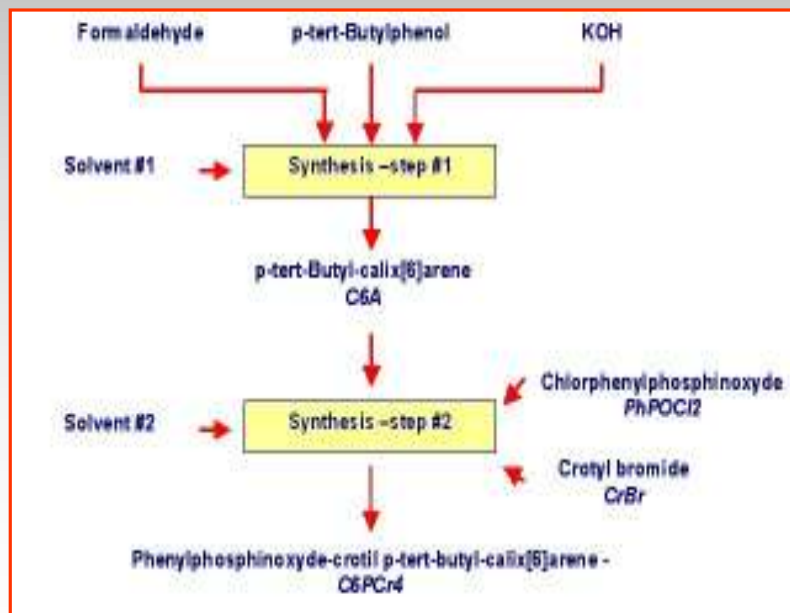 Formaldehyde p-tert-Butylphenol KOH
Solvent #1
Synthesis –step #1
p-tert-Butyl-calix[6]arene
C6A
Chlorphenylphosphinoxyde
PhPOCl2
Solvent #2
Synthesis –step #2
Crotyl bromide
CrBr
Phenylphosphinoxyde-crotil p-tert-butyl-calix[6]arene -
C6PCr4